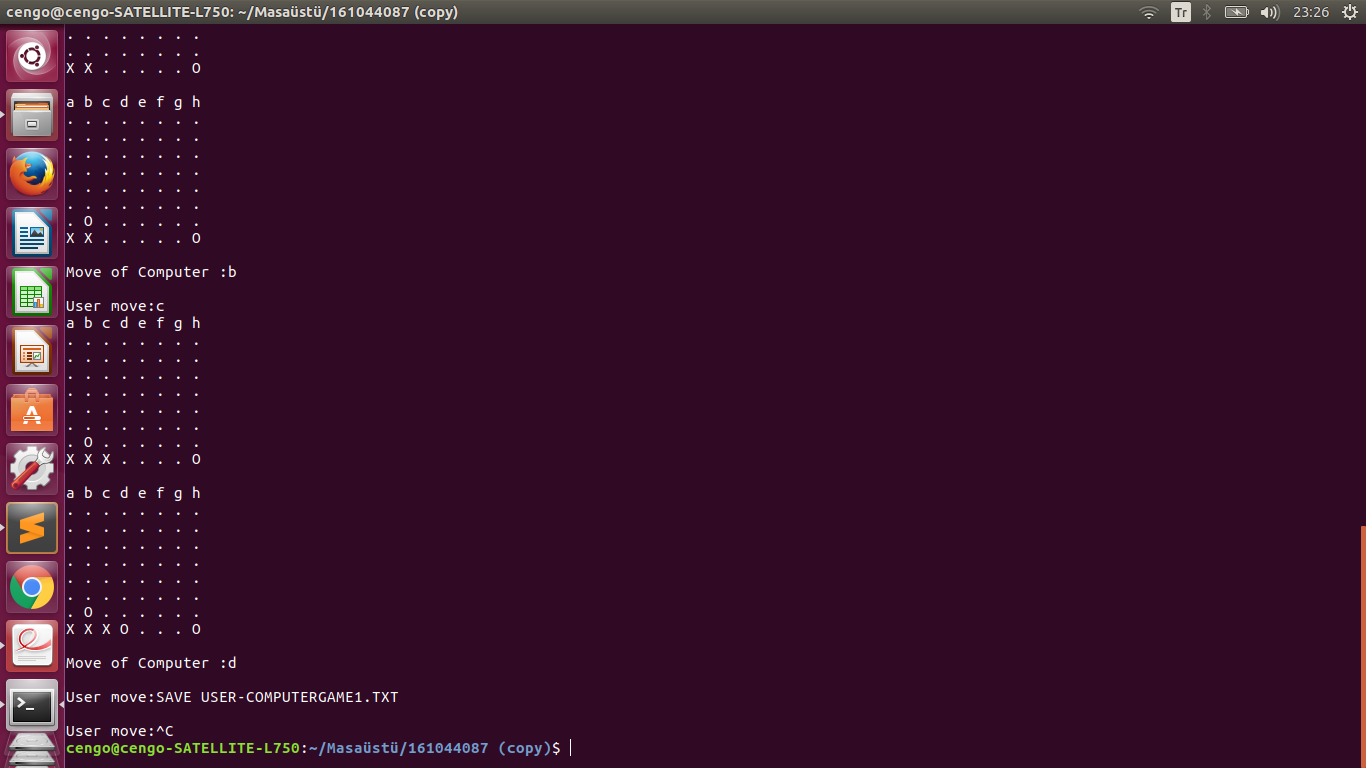 cengo@cengo-SATELLITE-L750: ~/Masaüstü/161044087 (copy) Tr 23:26
. . . . . . . .
. . . . . . . .
X X . . . . . O
a b c d e f g h
. . . . . . . .
. . . . . . . .
. . . . . . . .
. . . . . . . .
. . . . . . . .
. . . . . . . .
. O . . . . . .
X X . . . . . O
Move of Computer :b
User move:c
a b c d e f g h
. . . . . . . .
. . . . . . . .
. . . . . . . .
. . . . . . . .
. . . . . . . .
. . . . . . . .
. O . . . . . .
X X X . . . . O
a b c d e f g h
. . . . . . . .
. . . . . . . .
. . . . . . . .
. . . . . . . .
. . . . . . . .
. . . . . . . .
. O . . . . . .
X X X O . . . O
Move of Computer :d
User move:SAVE USER-COMPUTERGAME1.TXT
User move:^C
cengo@cengo-SATELLITE-L750:~/Masaüstü/161044087 (copy)$